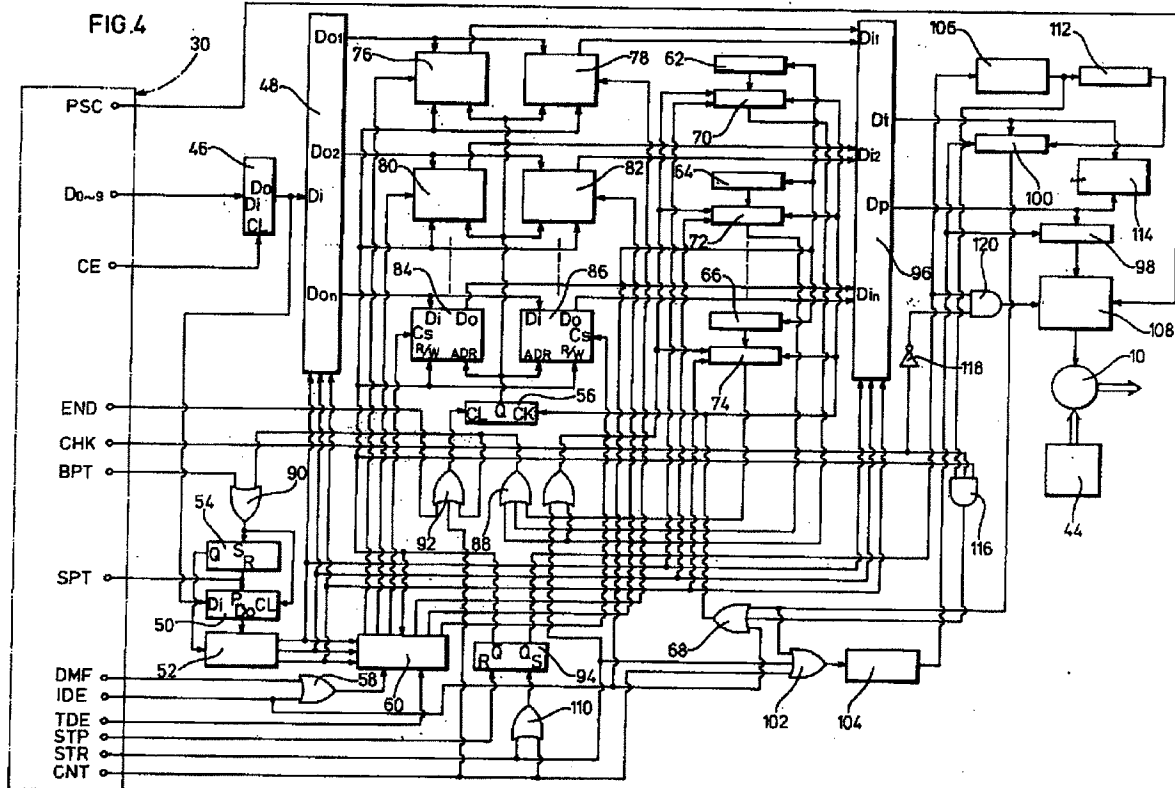 FIG.4
30
PSC
D0~9
CE
END
CHK
BPT
SPT
DMF
IDE
TDE
STP
STR
CNT
46
Do
Di
CL
48
Di
Do1
Do2
Don
76
78
80
82
84
Di Do
Cs
R/W ADR
86
Di Do
Cs
R/W ADR
56
CL Q CK
90
54
Q S R
50
Di P Do CL
52
58
60
92
88
94
R Q Q S
110
62
70
64
72
66
74
68
102
104
Di1
Di2
Din
Dt
Dp
96
106
112
100
114
98
120
108
118
10
116
44